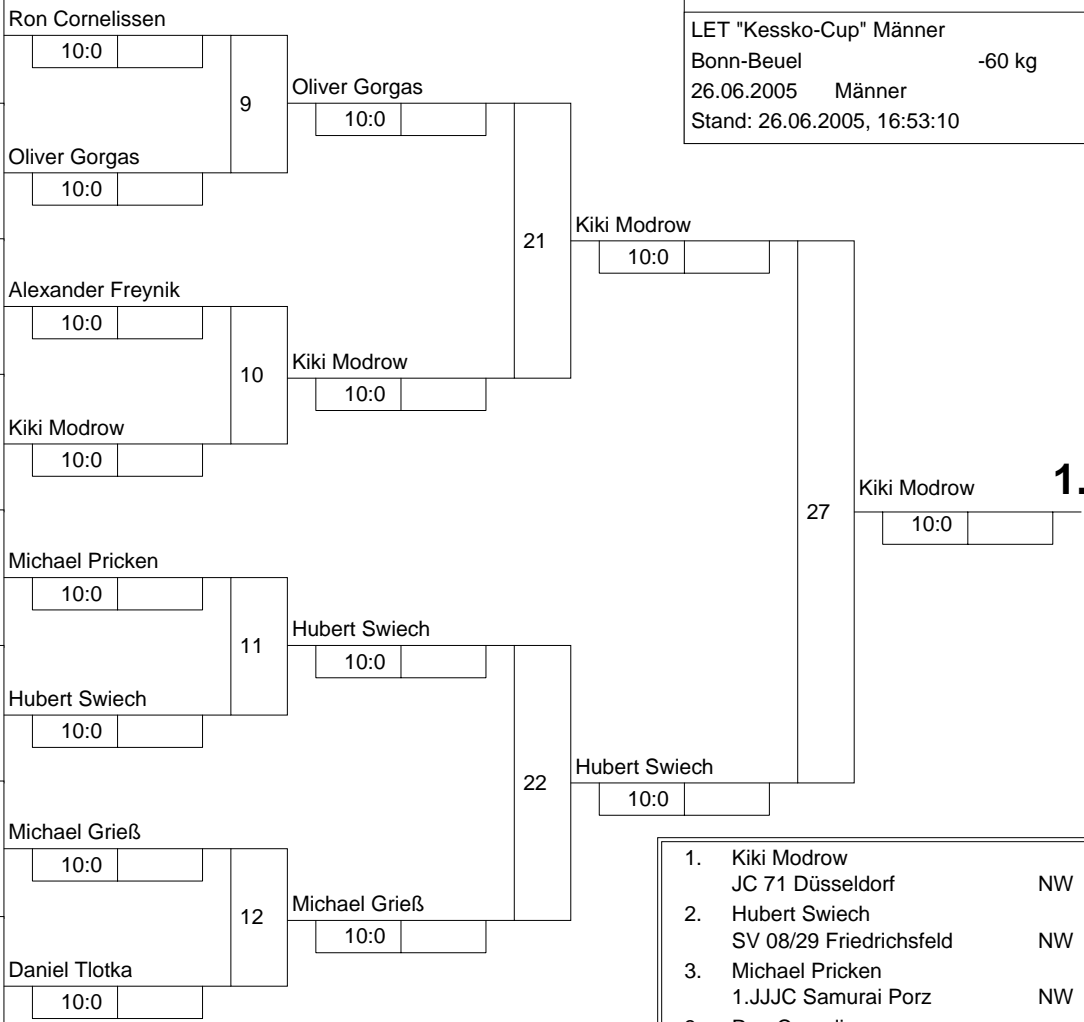 Ron Cornelissen
10:0
9
Oliver Gorgas
10:0
Oliver Gorgas
10:0
21
Kiki Modrow
10:0
Alexander Freynik
10:0
10
Kiki Modrow
10:0
Kiki Modrow
10:0
27
Kiki Modrow 1.
10:0
Michael Pricken
10:0
11
Hubert Swiech
10:0
Hubert Swiech
10:0
22
Hubert Swiech
10:0
Michael Grieß
10:0
12
Michael Grieß
10:0
Daniel Tlotka
10:0
LET "Kessko-Cup" Männer
Bonn-Beuel -60 kg
26.06.2005 Männer
Stand: 26.06.2005, 16:53:10
1. Kiki Modrow
JC 71 Düsseldorf NW
2. Hubert Swiech
SV 08/29 Friedrichsfeld NW
3. Michael Pricken
1.JJJC Samurai Porz NW